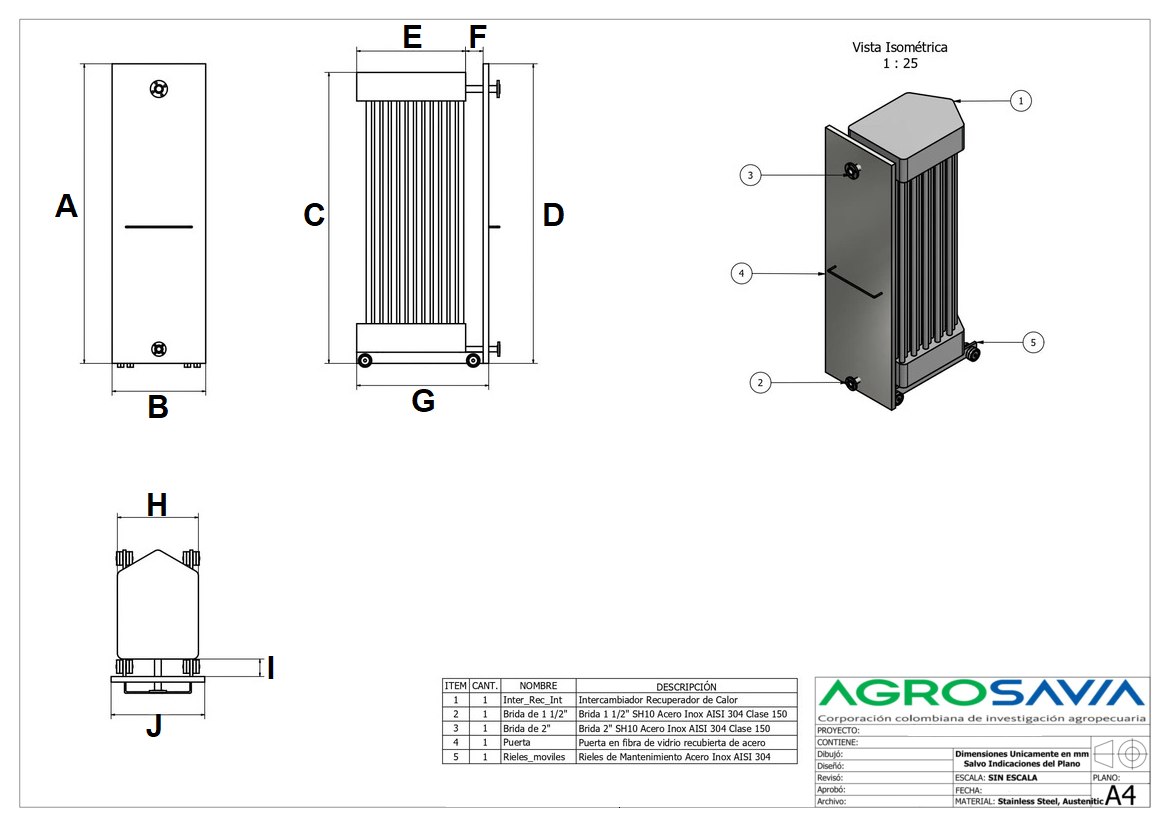 E
F
Vista Isométrica
1 : 25
1
A
C
D
3
4
5
2
B
G
H
I
J
ITEM CANT. NOMBRE DESCRIPCIÓN
1 1 Inter_Rec_Int Intercambiador Recuperador de Calor
2 1 Brida de 1 1/2" Brida 1 1/2" SH10 Acero Inox AISI 304 Clase 150
3 1 Brida de 2" Brida 2" SH10 Acero Inox AISI 304 Clase 150
4 1 Puerta Puerta en fibra de vidrio recubierta de acero
5 1 Rieles_moviles Rieles de Mantenimiento Acero Inox AISI 304
AGROSAVIA
Corporación colombiana de investigación agropecuaria
PROYECTO:
CONTIENE:
Dibujó:
Diseñó:
Revisó:
Aprobó:
Archivo:
Dimensiones Unicamente en mm
Salvo Indicaciones del Plano
ESCALA: SIN ESCALA
PLANO:
FECHA:
MATERIAL: Stainless Steel, Austenitic
A4